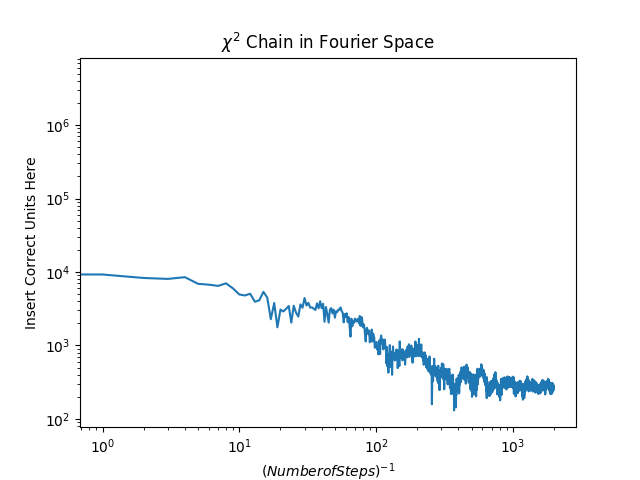 χ² Chain in Fourier Space
Insert Correct Units Here
10⁶
10⁵
10⁴
10³
10²
10⁰ 10¹ 10² 10³
(NumberofSteps)⁻¹